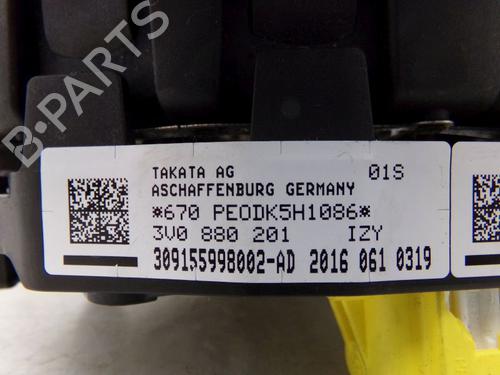 B-PARTS
TAKATA AG 01S
ASCHAFFENBURG GERMANY
*670 PEODK5H1086*
3V0 880 201 IZY
309155998002-AD 2016 061 0319